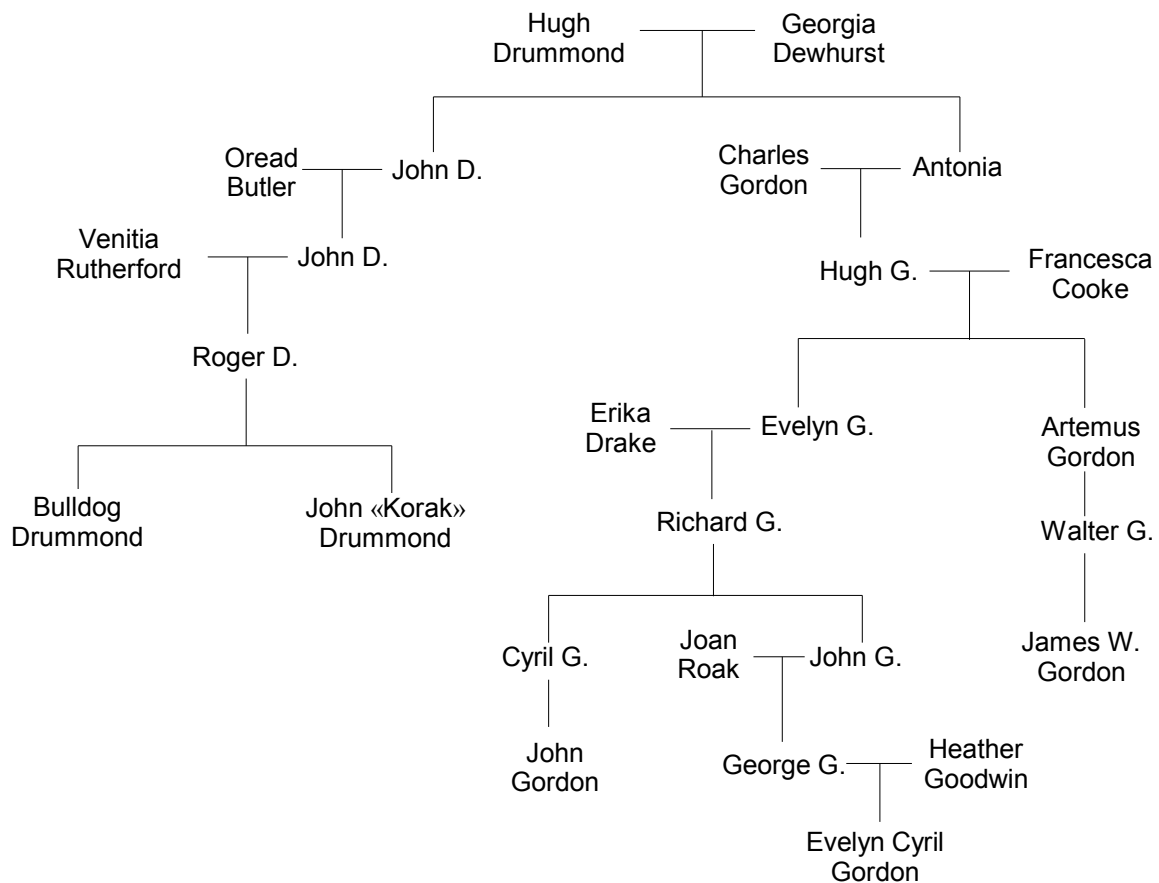 Hugh
Drummond
Georgia
Dewhurst
Oread
Butler
John D.
Charles
Gordon
Antonia
Venitia
Rutherford
John D.
Hugh G.
Francesca
Cooke
Roger D.
Erika
Drake
Evelyn G.
Artemus
Gordon
Bulldog
Drummond
John «Korak»
Drummond
Richard G.
Walter G.
Cyril G.
Joan
Roak
John G.
James W.
Gordon
John
Gordon
George G.
Heather
Goodwin
Evelyn Cyril
Gordon